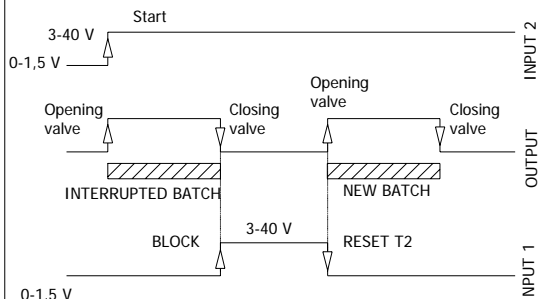 Start
3-40 V
0-1,5 V
INPUT 2
Opening valve
Closing valve
Opening valve
Closing valve
OUTPUT
INTERRUPTED BATCH
NEW BATCH
BLOCK
3-40 V
RESET T2
0-1,5 V
NPUT 1